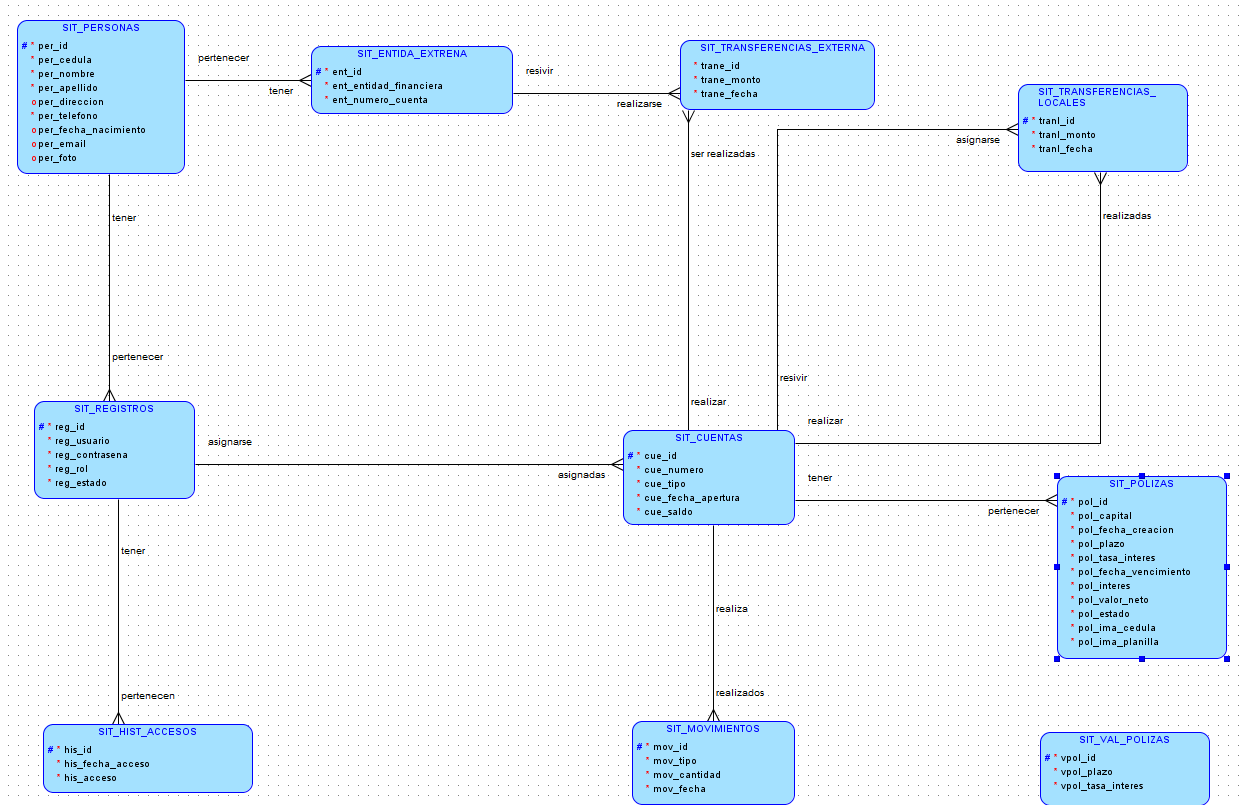 SIT_PERSONAS
# * per_id
* per_cedula
* per_nombre
* per_apellido
o per_direccion
* per_telefono
o per_fecha_nacimiento
o per_email
o per_foto
pertenecer
tener
SIT_ENTIDA_EXTRENA
# * ent_id
* ent_entidad_financiera
* ent_numero_cuenta
resivir
realizarse
SIT_TRANSFERENCIAS_EXTERNA
* trane_id
* trane_monto
* trane_fecha
SIT_TRANSFERENCIAS_
LOCALES
# * tranl_id
* tranl_monto
* tranl_fecha
asignarse
ser realizadas
realizadas
tener
pertenecer
resivir
realizar
realizar
SIT_REGISTROS
# * reg_id
* reg_usuario
* reg_contrasena
* reg_rol
* reg_estado
asignarse
asignadas
SIT_CUENTAS
# * cue_id
* cue_numero
* cue_tipo
* cue_fecha_apertura
* cue_saldo
tener
pertenecer
SIT_POLIZAS
# * pol_id
* pol_capital
* pol_fecha_creacion
* pol_plazo
* pol_tasa_interes
* pol_fecha_vencimiento
* pol_interes
* pol_valor_neto
* pol_estado
* pol_ima_cedula
* pol_ima_planilla
tener
pertenecen
realiza
realizados
SIT_HIST_ACCESOS
# * his_id
* his_fecha_acceso
* his_acceso
SIT_MOVIMIENTOS
# * mov_id
* mov_tipo
* mov_cantidad
* mov_fecha
SIT_VAL_POLIZAS
# * vpol_id
* vpol_plazo
* vpol_tasa_interes